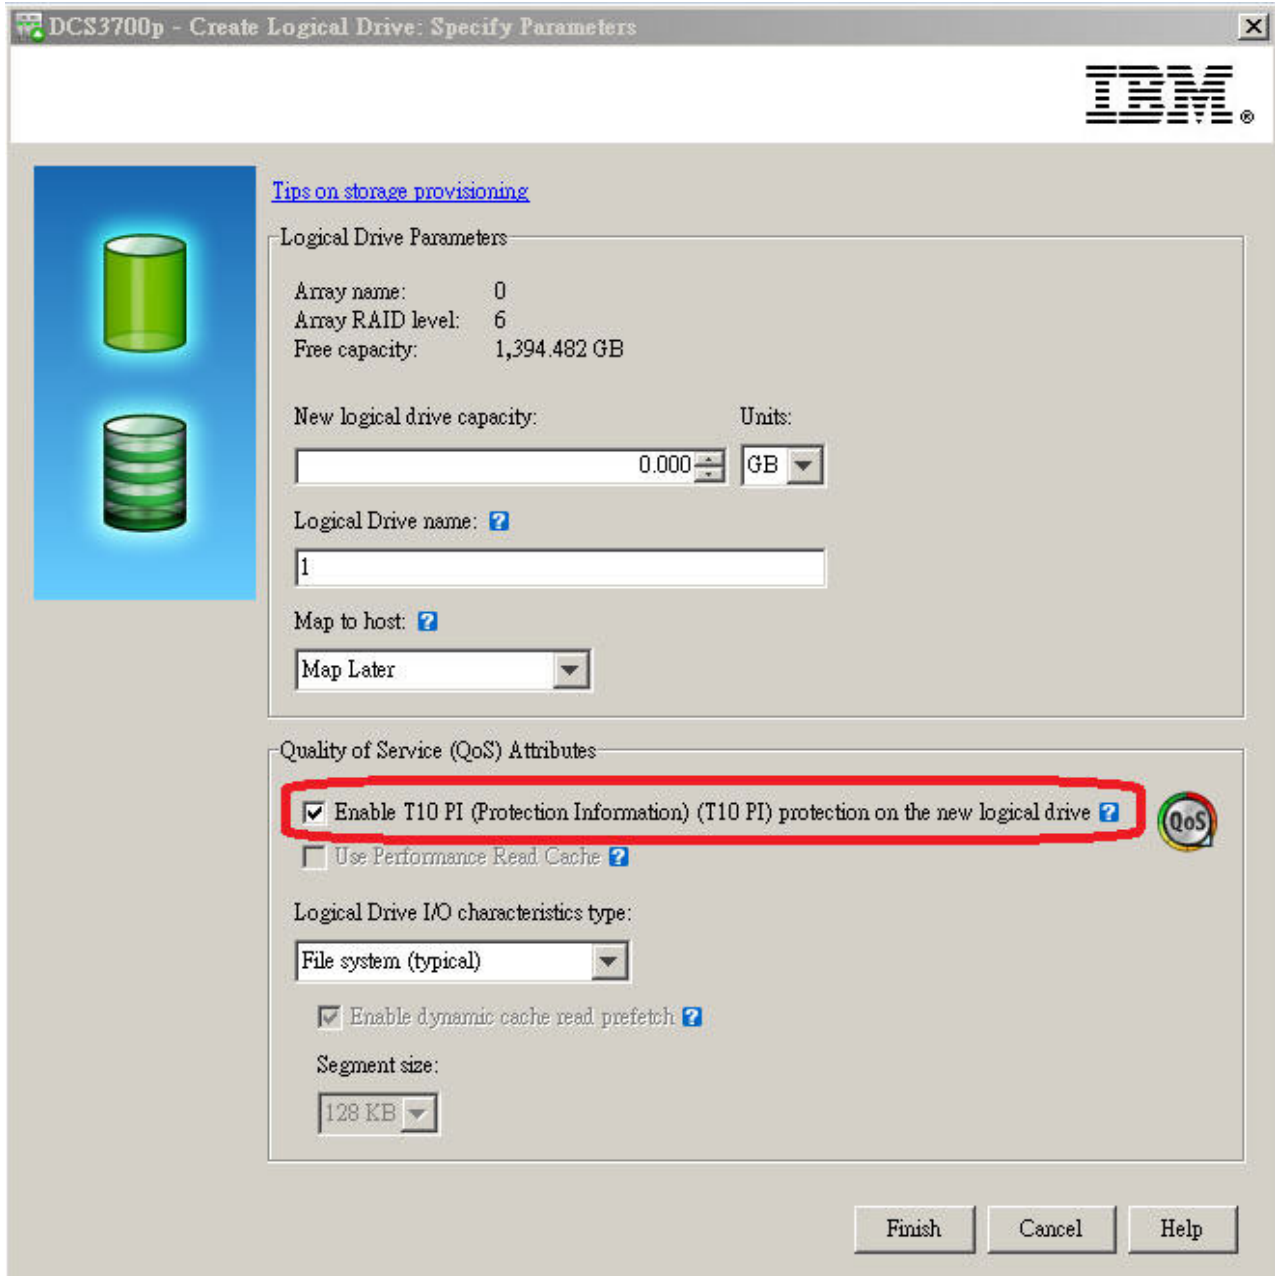 DCS3700p - Create Logical Drive: Specify Parameters
IBM®
Tips on storage provisioning
Logical Drive Parameters
Array name: 0
Array RAID level: 6
Free capacity: 1,394.482 GB
New logical drive capacity: Units:
0.000 GB
Logical Drive name: ?
1
Map to host: ?
Map Later
Quality of Service (QoS) Attributes
Enable T10 PI (Protection Information) (T10 PI) protection on the new logical drive ?
QoS
Use Performance Read Cache ?
Logical Drive I/O characteristics type:
File system (typical)
Enable dynamic cache read prefetch ?
Segment size:
128 KB
Finish Cancel Help